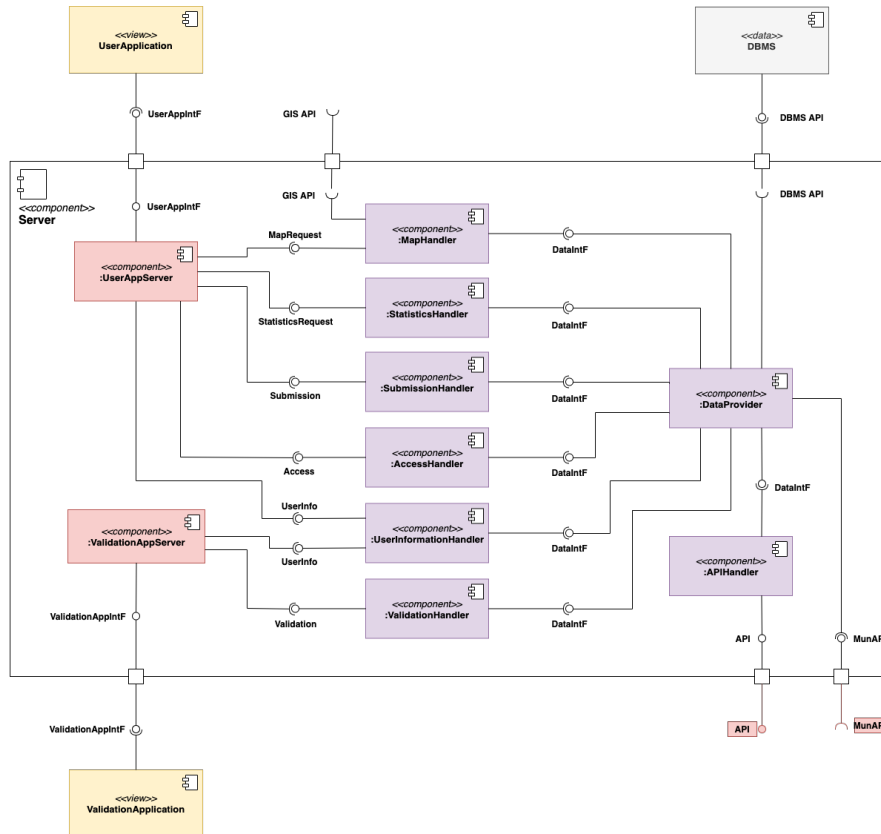 <<view>>
UserApplication
<<data>>
DBMS
UserAppIntF
GIS API
DBMS API
<<component>>
Server
UserAppIntF
GIS API
DBMS API
<<component>>
:UserAppServer
MapRequest
<<component>>
:MapHandler
DataIntF
StatisticsRequest
<<component>>
:StatisticsHandler
DataIntF
Submission
<<component>>
:SubmissionHandler
DataIntF
<<component>>
:DataProvider
Access
<<component>>
:AccessHandler
DataIntF
DataIntF
<<component>>
:ValidationAppServer
UserInfo
UserInfo
<<component>>
:UserInformationHandler
DataIntF
<<component>>
:APIHandler
Validation
<<component>>
:ValidationHandler
DataIntF
ValidationAppIntF
API
MunAP
ValidationAppIntF
API
MunAP
<<view>>
ValidationApplication